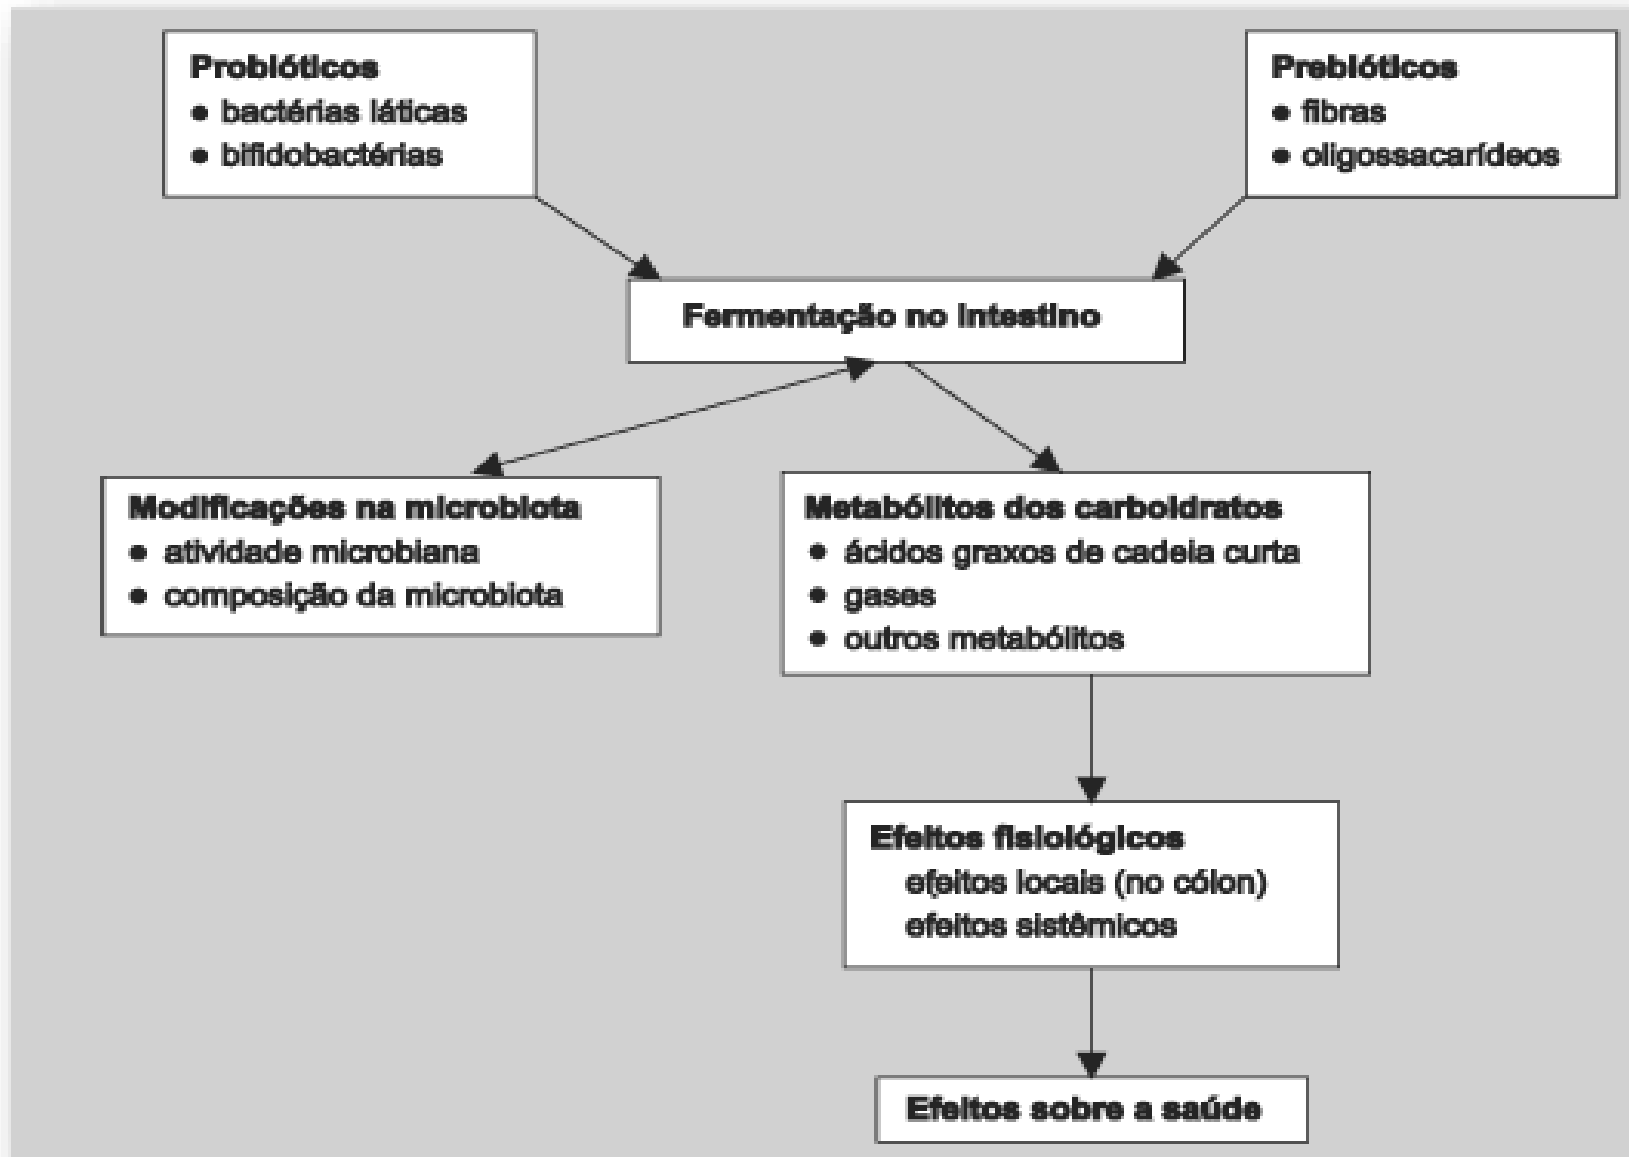 Probióticos
● bactérias láticas
● bifidobactérias
Prebióticos
● fibras
● oligossacarídeos
Fermentação no intestino
Modificações na microbiota
● atividade microbiana
● composição da microbiota
Metabólitos dos carboidratos
● ácidos graxos de cadeia curta
● gases
● outros metabólitos
Efeitos fisiológicos
efeitos locais (no cólon)
efeitos sistêmicos
Efeitos sobre a saúde